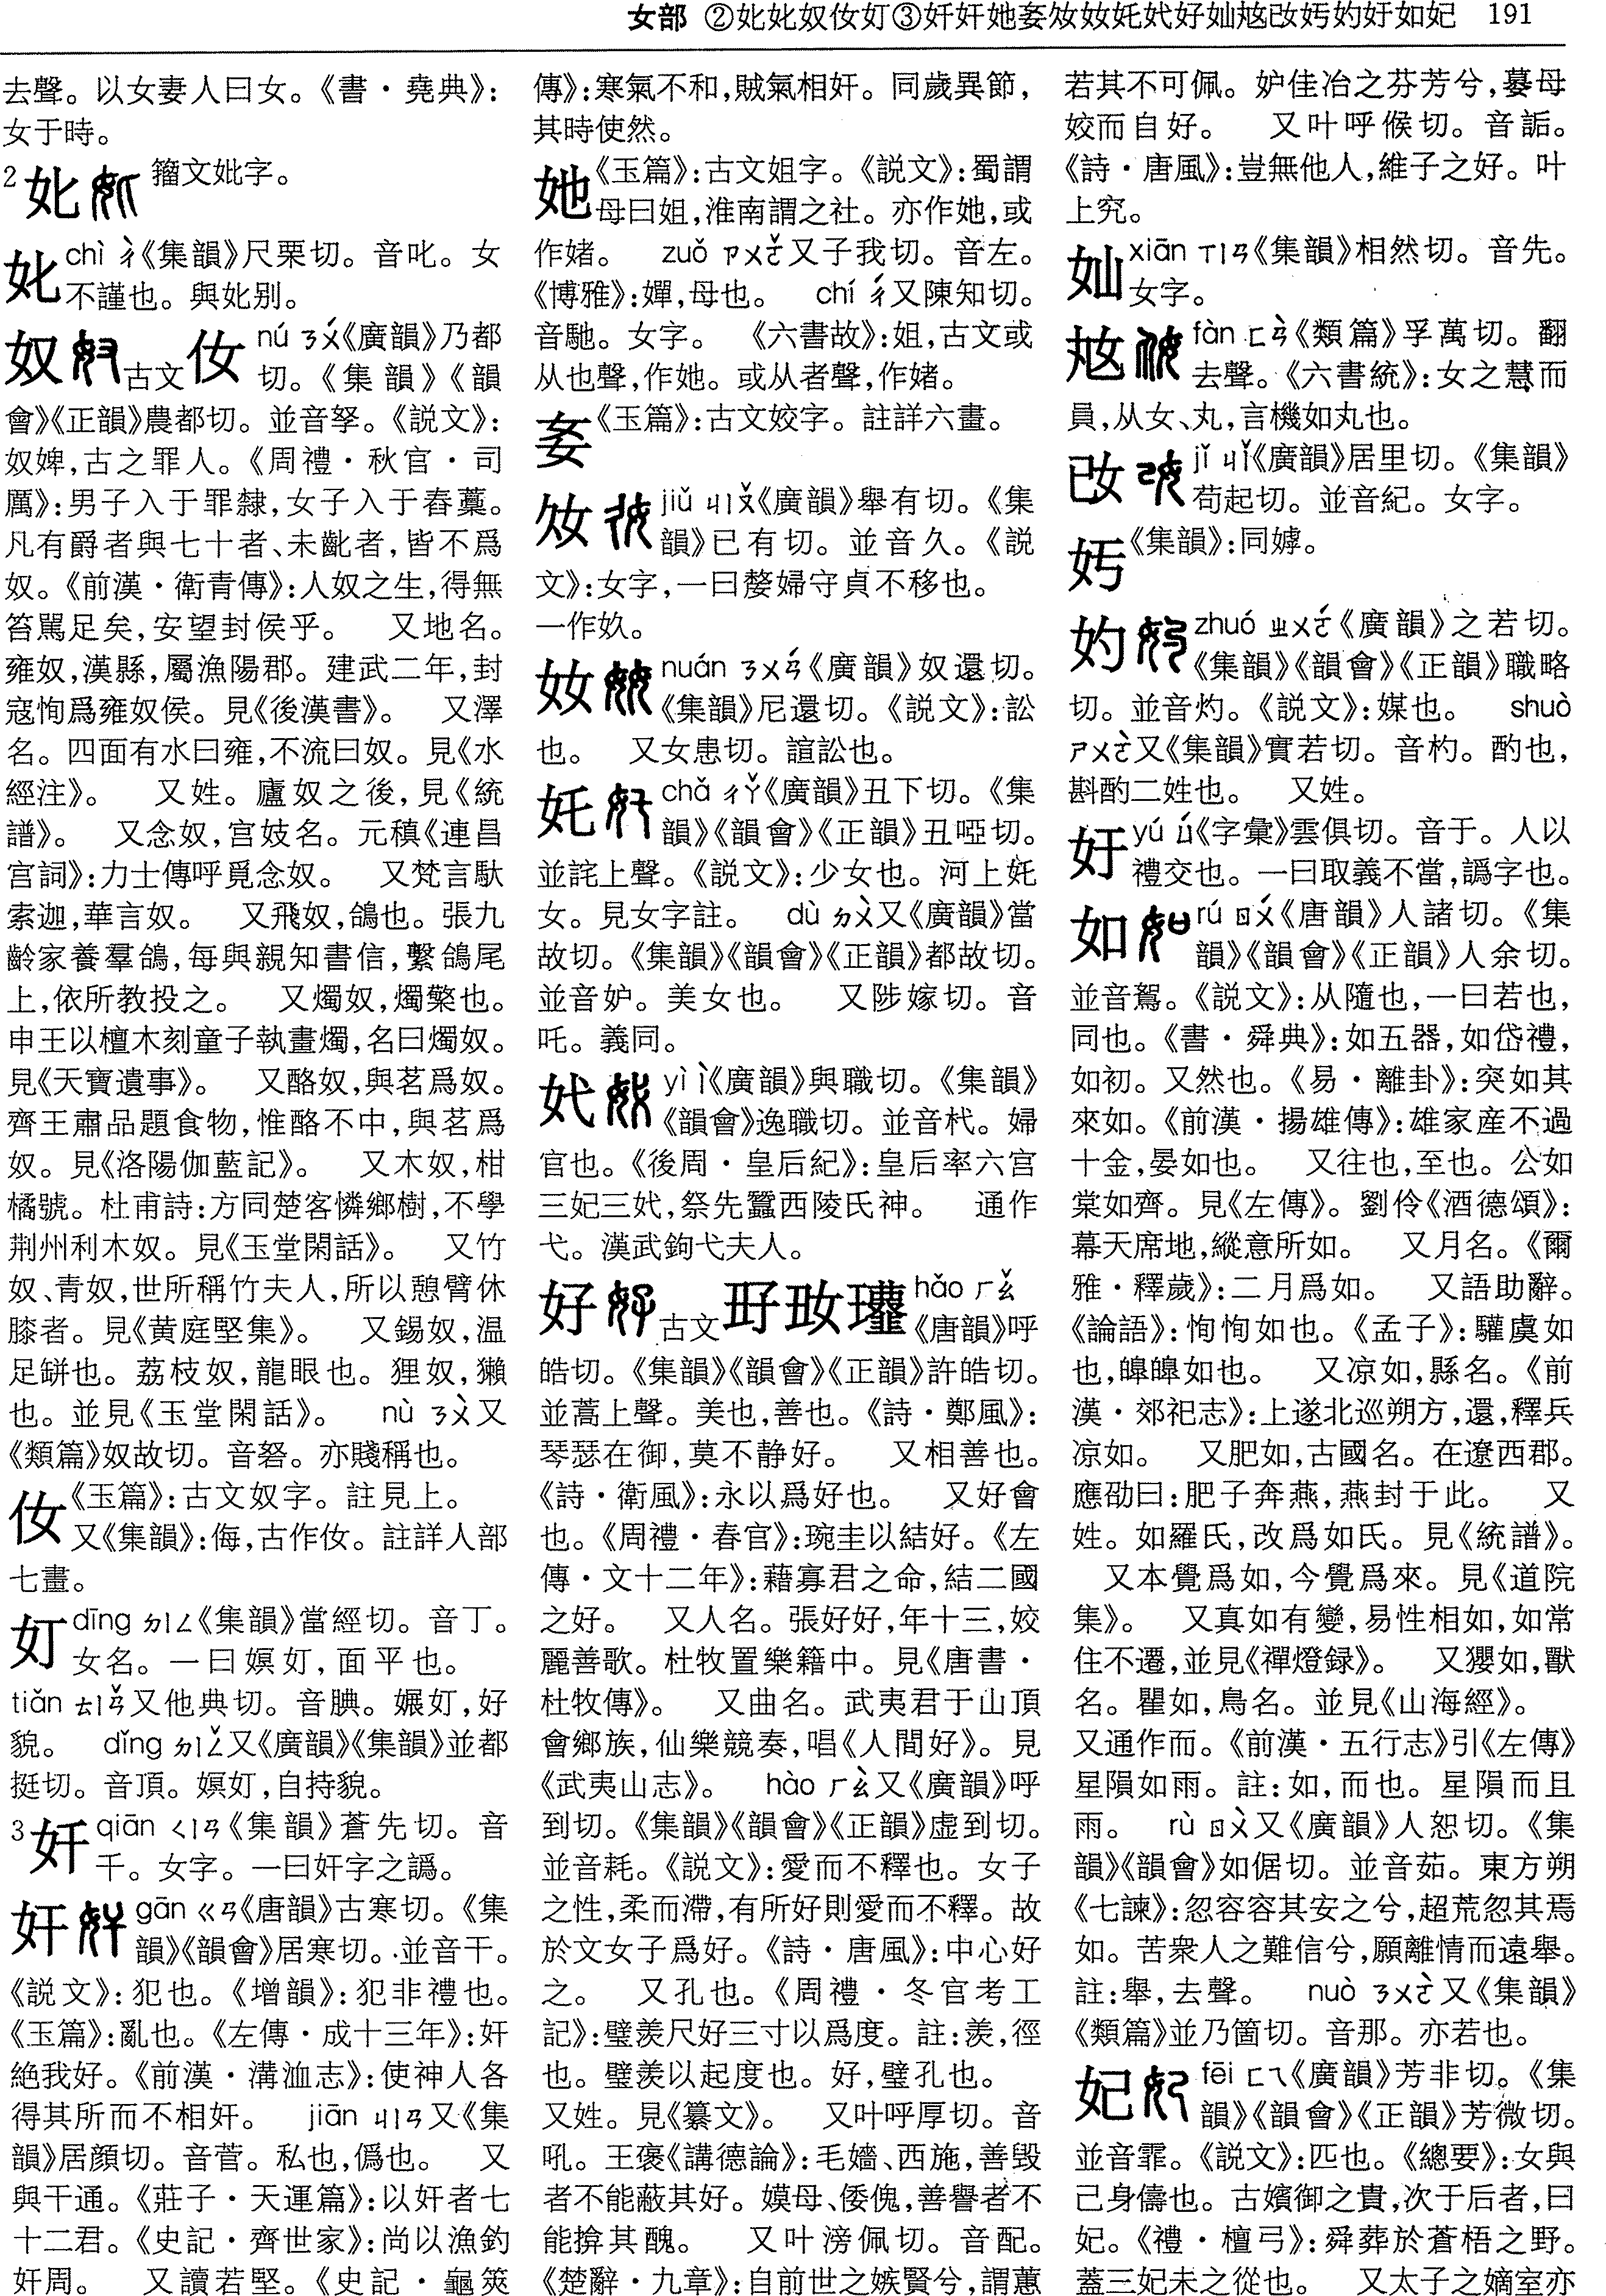 女部 ②妣㚢奴㚢奵③奷奸她㚣㚫奻奼妀好奾㚧改㚥妁㚥如妃 191
去聲。以女妻人曰女。《書·堯典》:
女于時。
2 籀文妣字。
chì ㄔˋ《集韻》尺栗切。音叱。女
不謹也。與㚰别。
奴 古文 㚢 nú ㄋㄨˊ《廣韻》乃都
切。《集韻》《韻
會》《正韻》農都切。並音孥。《説文》:
奴婢,古之罪人。《周禮·秋官·司
厲》:男子入于罪隸,女子入于舂藁。
凡有爵者與七十者、未齔者,皆不爲
奴。《前漢·衛青傳》:人奴之生,得無
笞駡足矣,安望封侯乎。 又地名。
雍奴,漢縣,屬漁陽郡。建武二年,封
寇恂爲雍奴侯。見《後漢書》。 又澤
名。四面有水曰雍,不流曰奴。見《水
經注》。 又姓。廬奴之後,見《統
譜》。 又念奴,宫妓名。元稹《連昌
宫詞》:力士傳呼覓念奴。 又梵言馱
索迦,華言奴。 又飛奴,鴿也。張九
齡家養羣鴿,每與親知書信,繫鴿尾
上,依所教投之。 又燭奴,燭檠也。
申王以檀木刻童子執畫燭,名曰燭奴。
見《天寶遺事》。 又酪奴,與茗爲奴。
齊王肅品題食物,惟酪不中,與茗爲
奴。見《洛陽伽藍記》。 又木奴,柑
橘號。杜甫詩:方同楚客憐鄉樹,不學
荆州利木奴。見《玉堂閑話》。 又竹
奴、青奴,世所稱竹夫人,所以憩臂休
膝者。見《黄庭堅集》。 又錫奴,温
足缾也。荔枝奴,龍眼也。狸奴,獺
也。並見《玉堂閑話》。 nù ㄋㄨˋ又
《類篇》奴故切。音砮。亦賤稱也。
㚢 《玉篇》:古文奴字。註見上。
又《集韻》:侮,古作㚢。註詳人部
七畫。
奵 dīng ㄉㄧㄥ《集韻》當經切。音丁。
女名。一曰嫇奵,面平也。
tiǎn ㄊㄧㄢˇ又他典切。音腆。㜊奵,好
貌。 dǐng ㄉㄧㄥˇ又《廣韻》《集韻》並都
挺切。音頂。嫇奵,自持貌。
3 奷 qiān ㄑㄧㄢ《集韻》蒼先切。音
千。女字。一曰奸字之譌。
奸 gān ㄍㄢ《唐韻》古寒切。《集
韻》《韻會》居寒切。並音干。
《説文》:犯也。《增韻》:犯非禮也。
《玉篇》:亂也。《左傳·成十三年》:奸
絶我好。《前漢·溝洫志》:使神人各
得其所而不相奸。 jiān ㄐㄧㄢ又《集
韻》居顔切。音菅。私也,僞也。 又
與干通。《莊子·天運篇》:以奸者七
十二君。《史記·齊世家》:尚以漁釣
奸周。 又讀若堅。《史記·龜筴
傳》:寒氣不和,賊氣相奸。同歲異節,
其時使然。
她 《玉篇》:古文姐字。《説文》:蜀謂
母曰姐,淮南謂之社。亦作她,或
作媎。 zuǒ ㄗㄨㄛˇ又子我切。音左。
《博雅》:嬋,母也。 chí ㄔˊ又陳知切。
音馳。女字。 《六書故》:姐,古文或
从也聲,作她。或从者聲,作媎。
㚣 《玉篇》:古文姣字。註詳六畫。
jiǔ ㄐㄧㄡˇ《廣韻》舉有切。《集
韻》已有切。並音久。《説
文》:女字,一曰嫠婦守貞不移也。
一作奺。
奻 nuán ㄋㄨㄢˊ《廣韻》奴還切。
《集韻》尼還切。《説文》:訟
也。 又女患切。諠訟也。
奼 chǎ ㄔㄚˇ《廣韻》丑下切。《集
韻》《韻會》《正韻》丑啞切。
並詫上聲。《説文》:少女也。河上奼
女。見女字註。 dù ㄉㄨˋ又《廣韻》當
故切。《集韻》《韻會》《正韻》都故切。
並音妒。美女也。 又陟嫁切。音
吒。義同。
㚤 yì ㄧˋ《廣韻》與職切。《集韻》
《韻會》逸職切。並音杙。婦
官也。《後周·皇后紀》:皇后率六宫
三妃三㚤,祭先蠶西陵氏神。 通作
弋。漢武鉤弋夫人。
好 古文 hǎo ㄏㄠˇ
《唐韻》呼
皓切。《集韻》《韻會》《正韻》許皓切。
並蒿上聲。美也,善也。《詩·鄭風》:
琴瑟在御,莫不静好。 又相善也。
《詩·衛風》:永以爲好也。 又好會
也。《周禮·春官》:琬圭以結好。《左
傳·文十二年》:藉寡君之命,結二國
之好。 又人名。張好好,年十三,姣
麗善歌。杜牧置樂籍中。見《唐書·
杜牧傳》。 又曲名。武夷君于山頂
會鄉族,仙樂競奏,唱《人間好》。見
《武夷山志》。 hào ㄏㄠˋ又《廣韻》呼
到切。《集韻》《韻會》《正韻》虚到切。
並音耗。《説文》:愛而不釋也。女子
之性,柔而滯,有所好則愛而不釋。故
於文女子爲好。《詩·唐風》:中心好
之。 又孔也。《周禮·冬官考工
記》:璧羨尺好三寸以爲度。註:羨,徑
也。璧羨以起度也。好,璧孔也。
又姓。見《纂文》。 又叶呼厚切。音
吼。王褒《講德論》:毛嬙、西施,善毁
者不能蔽其好。嫫母、倭傀,善譽者不
能揜其醜。 又叶滂佩切。音配。
《楚辭·九章》:自前世之嫉賢兮,謂蕙
若其不可佩。妒佳冶之芬芳兮,嫫母
姣而自好。 又叶呼候切。音詬。
《詩·唐風》:豈無他人,維子之好。叶
上究。
奾 xiān ㄒㄧㄢ《集韻》相然切。音先。
女字。
fàn ㄈㄢˋ《類篇》孚萬切。翻
去聲。《六書統》:女之慧而
員,从女、丸,言機如丸也。
改 jǐ ㄐㄧˇ《廣韻》居里切。《集韻》
苟起切。並音紀。女字。
《集韻》:同嫭。
妁 zhuó ㄓㄨㄛˊ《廣韻》之若切。
《集韻》《韻會》《正韻》職略
切。並音灼。《説文》:媒也。 shuò
ㄕㄨㄛˋ又《集韻》實若切。音杓。酌也,
斟酌二姓也。 又姓。
yú ㄩˊ《字彙》雲俱切。音于。人以
禮交也。一曰取義不當,譌字也。
如 rú ㄖㄨˊ《唐韻》人諸切。《集
韻》《韻會》《正韻》人余切。
並音鴽。《説文》:从隨也,一曰若也,
同也。《書·舜典》:如五器,如岱禮,
如初。又然也。《易·離卦》:突如其
來如。《前漢·揚雄傳》:雄家産不過
十金,晏如也。 又往也,至也。公如
棠如齊。見《左傳》。劉伶《酒德頌》:
幕天席地,縱意所如。 又月名。《爾
雅·釋歲》:二月爲如。 又語助辭。
《論語》:恂恂如也。《孟子》:驩虞如
也,皞皞如也。 又凉如,縣名。《前
漢·郊祀志》:上遂北巡朔方,還,釋兵
凉如。 又肥如,古國名。在遼西郡。
應劭曰:肥子奔燕,燕封于此。 又
姓。如羅氏,改爲如氏。見《統譜》。
又本覺爲如,今覺爲來。見《道院
集》。 又真如有變,易性相如,如常
住不遷,並見《禪燈録》。 又㺍如,獸
名。瞿如,鳥名。並見《山海經》。
又通作而。《前漢·五行志》引《左傳》
星隕如雨。註:如,而也。星隕而且
雨。 rù ㄖㄨˋ又《廣韻》人恕切。《集
韻》《韻會》如倨切。並音茹。東方朔
《七諫》:忽容容其安之兮,超荒忽其焉
如。苦衆人之難信兮,願離情而遠舉。
註:舉,去聲。 nuò ㄋㄨㄛˋ又《集韻》
《類篇》並乃箇切。音那。亦若也。
妃 fēi ㄈㄟ《廣韻》芳非切。《集
韻》《韻會》《正韻》芳微切。
並音霏。《説文》:匹也。《總要》:女與
己身儔也。古嬪御之貴,次于后者,曰
妃。《禮·檀弓》:舜葬於蒼梧之野。
蓋三妃未之從也。 又太子之嫡室亦